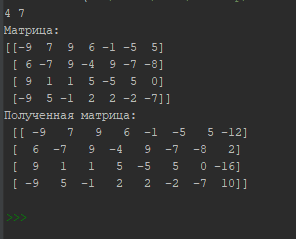 4 7
Матрица:
[[-9  7  9  6 -1 -5  5]
 [ 6 -7  9 -4  9 -7 -8]
 [ 9  1  1  5 -5  5  0]
 [-9  5 -1  2  2 -2 -7]]
Полученная матрица:
 [[ -9   7   9   6  -1  -5   5 -12]
 [  6  -7   9  -4   9  -7  -8   2]
 [  9   1   1   5  -5   5   0 -16]
 [ -9   5  -1   2   2  -2  -7  10]]
>>>